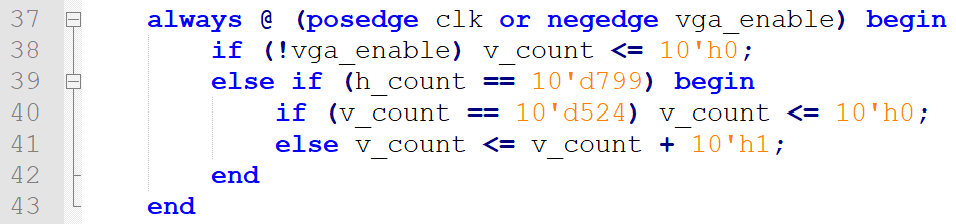 37 always @ (posedge clk or negedge vga_enable) begin
38 if (!vga_enable) v_count <= 10'h0;
39 else if (h_count == 10'd799) begin
40 if (v_count == 10'd524) v_count <= 10'h0;
41 else v_count <= v_count + 10'h1;
42 end
43 end